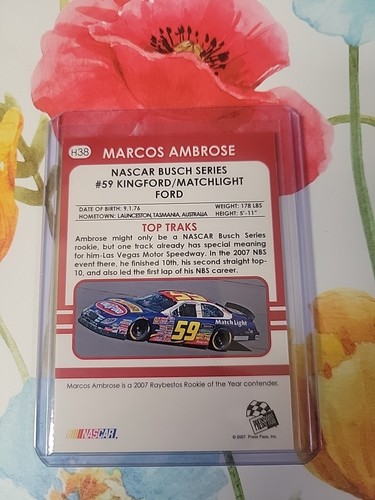 H38 MARCOS AMBROSE
NASCAR BUSCH SERIES
#59 KINGFORD/MATCHLIGHT
FORD
DATE OF BIRTH: 9.1.76 WEIGHT: 178 LBS
HOMETOWN: LAUNCESTON, TASMANIA, AUSTRALIA HEIGHT: 5'-11"
TOP TRAKS
Ambrose might only be a NASCAR Busch Series
rookie, but one track already has special meaning
for him-Las Vegas Motor Speedway. In the 2007 NBS
event there, he finished 10th, his second straight top-
10, and also led the first lap of his NBS career.
59
Match Light
Marcos Ambrose is a 2007 Raybestos Rookie of the Year contender.
NASCAR
PRESS PASS
© 2007 Press Pass, Inc.